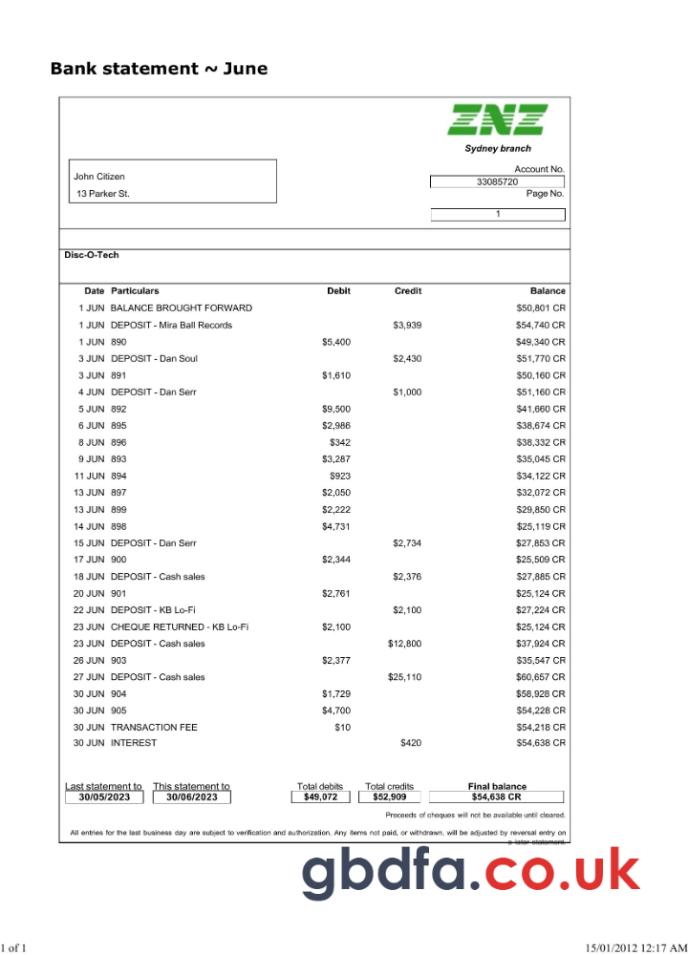 Bank statement ~ June
ZNZ
Sydney branch
Account No.
33085720
John Citizen
13 Parker St.
Page No.
1
Disc-O-Tech
Date Particulars Debit Credit Balance
1 JUN BALANCE BROUGHT FORWARD $50,801 CR
1 JUN DEPOSIT - Mira Ball Records $3,939 $54,740 CR
1 JUN 890 $5,400 $49,340 CR
3 JUN DEPOSIT - Dan Soul $2,430 $51,770 CR
3 JUN 891 $1,610 $50,160 CR
4 JUN DEPOSIT - Dan Serr $1,000 $51,160 CR
5 JUN 892 $9,500 $41,660 CR
6 JUN 895 $2,986 $38,674 CR
8 JUN 896 $342 $38,332 CR
9 JUN 893 $3,287 $35,045 CR
11 JUN 894 $923 $34,122 CR
13 JUN 897 $2,050 $32,072 CR
13 JUN 899 $2,222 $29,850 CR
14 JUN 898 $4,731 $25,119 CR
15 JUN DEPOSIT - Dan Serr $2,734 $27,853 CR
17 JUN 900 $2,344 $25,509 CR
18 JUN DEPOSIT - Cash sales $2,376 $27,885 CR
20 JUN 901 $2,761 $25,124 CR
22 JUN DEPOSIT - KB Lo-Fi $2,100 $27,224 CR
23 JUN CHEQUE RETURNED - KB Lo-Fi $2,100 $25,124 CR
23 JUN DEPOSIT - Cash sales $12,800 $37,924 CR
26 JUN 903 $2,377 $35,547 CR
27 JUN DEPOSIT - Cash sales $25,110 $60,657 CR
30 JUN 904 $1,729 $58,928 CR
30 JUN 905 $4,700 $54,228 CR
30 JUN TRANSACTION FEE $10 $54,218 CR
30 JUN INTEREST $420 $54,638 CR
Last statement to This statement to Total debits Total credits Final balance
30/05/2023 30/06/2023 $49,072 $52,909 $54,638 CR
Proceeds of cheques will not be available until cleared.
All entries for the last business day are subject to verification and authorization. Any items not paid, or withdrawn, will be adjusted by reversal entry on
a later statement.
gbdfa.co.uk
1 of 1 15/01/2012 12:17 AM